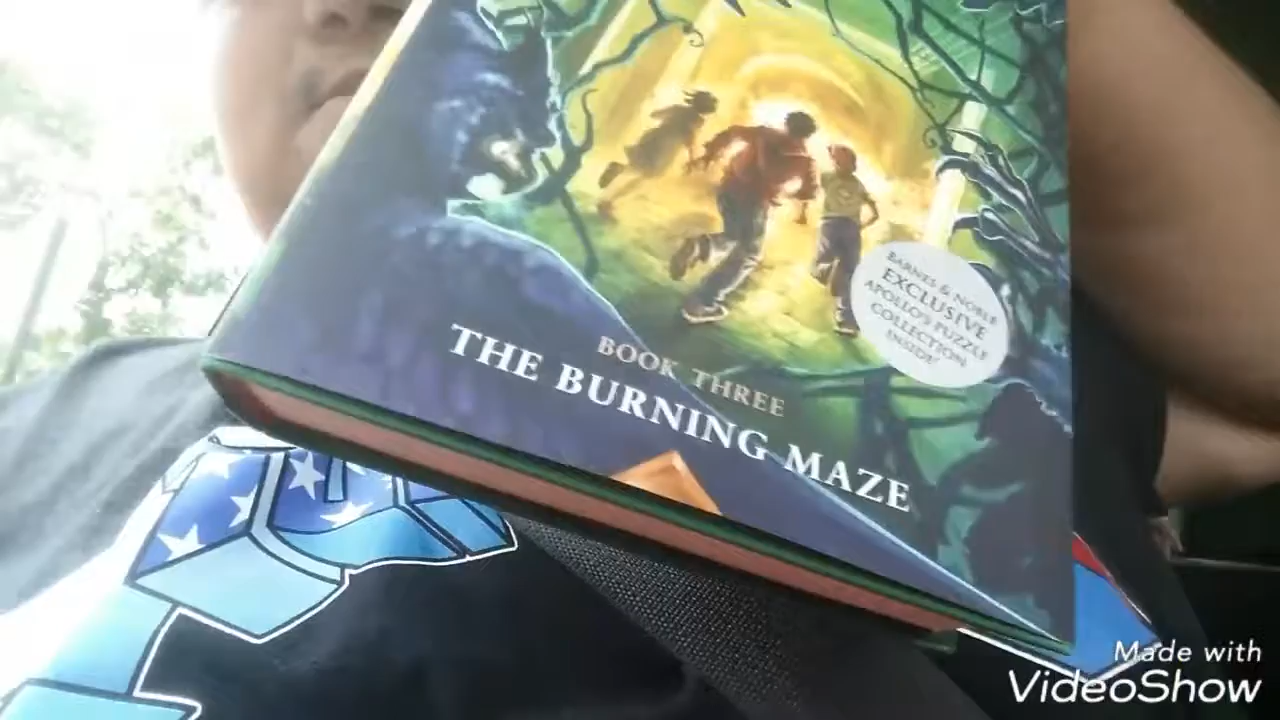 BOOK THREE
THE BURNING MAZE
BARNES & NOBLE
EXCLUSIVE
APOLLO'S PUZZLE
COLLECTION
INSIDE!
Made with
VideoShow